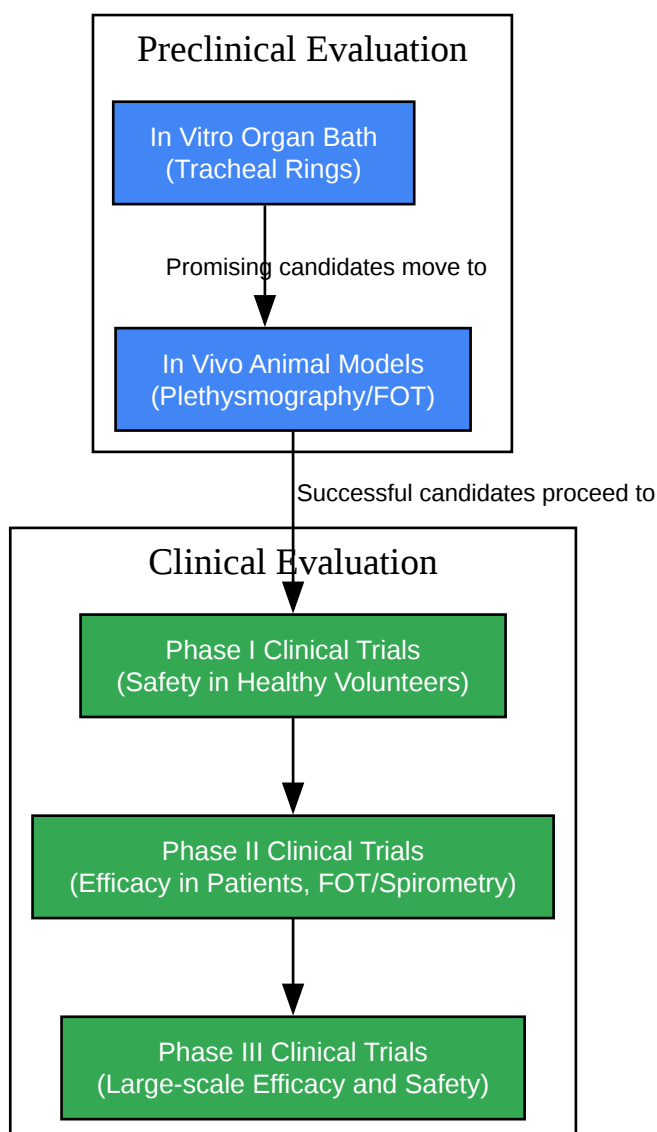 Preclinical Evaluation
In Vitro Organ Bath
(Tracheal Rings)
Promising candidates move to
In Vivo Animal Models
(Plethysmography/FOT)
Successful candidates proceed to
Clinical Evaluation
Phase I Clinical Trials
(Safety in Healthy Volunteers)
Phase II Clinical Trials
(Efficacy in Patients, FOT/Spirometry)
Phase III Clinical Trials
(Large-scale Efficacy and Safety)